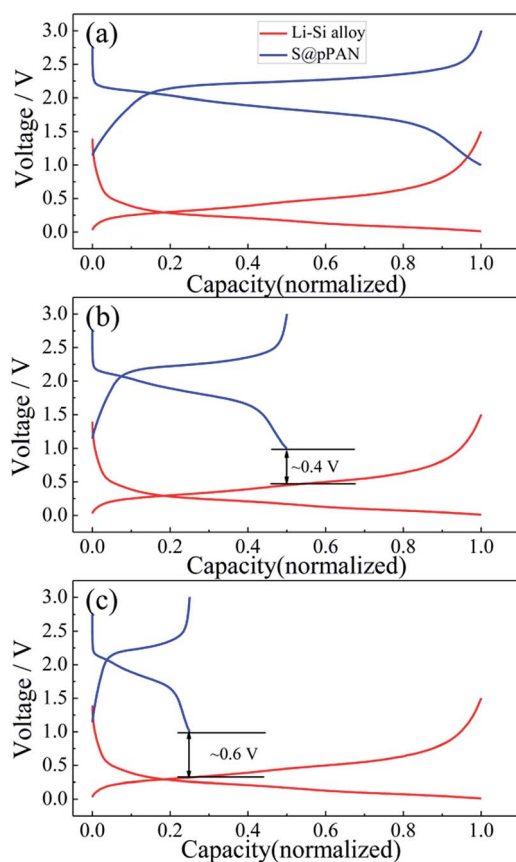 (a)
Li-Si alloy
S@pPAN
Voltage / V
3.0
2.5
2.0
1.5
1.0
0.5
0.0
0.0 0.2 0.4 0.6 0.8 1.0
Capacity(normalized)
(b)
Voltage / V
3.0
2.5
2.0
1.5
1.0
0.5
0.0
~0.4 V
0.0 0.2 0.4 0.6 0.8 1.0
Capacity(normalized)
(c)
Voltage / V
3.0
2.5
2.0
1.5
1.0
0.5
0.0
~0.6 V
0.0 0.2 0.4 0.6 0.8 1.0
Capacity(normalized)